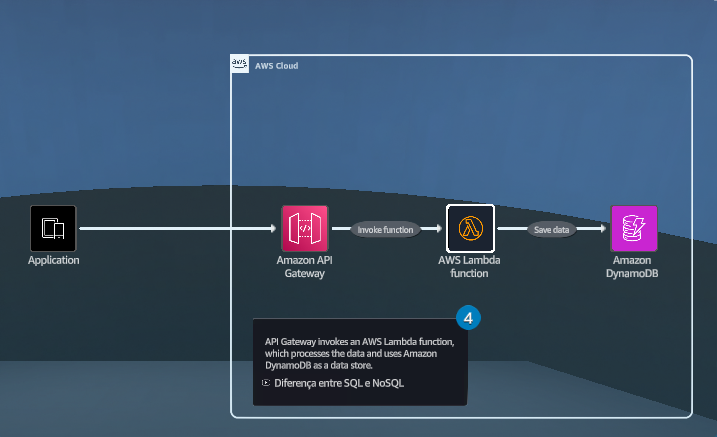 aws
AWS Cloud
Invoke function
Save data
Application
Amazon API
Gateway
AWS Lambda
function
Amazon
DynamoDB
4
API Gateway invokes an AWS Lambda function,
which processes the data and uses Amazon
DynamoDB as a data store.
Diferença entre SQL e NoSQL